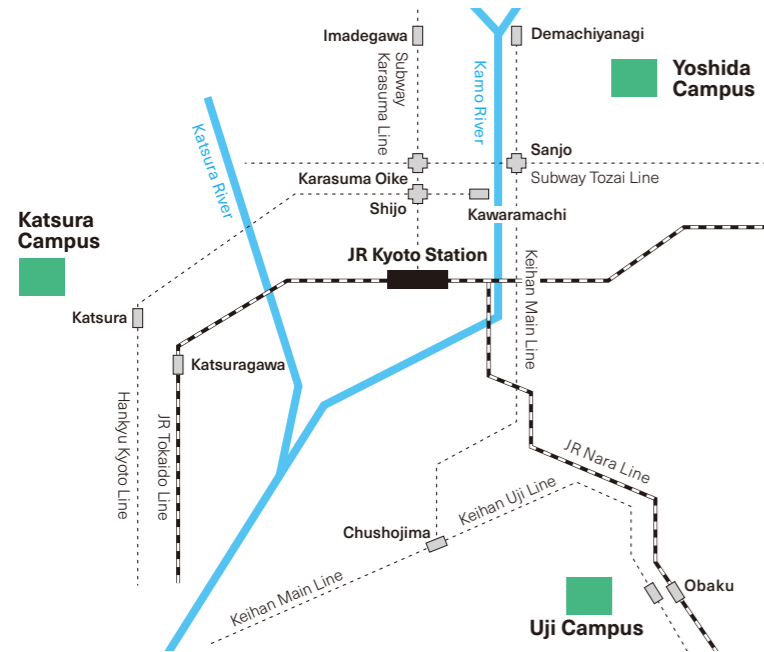 Imadegawa
Demachiyanagi
Subway
Karasuma Line
Kamo River
Yoshida
Campus
Katsura River
Sanjo
Karasuma Oike
Subway Tozai Line
Shijo
Kawaramachi
Katsura
Campus
JR Kyoto Station
Keihan Main Line
Katsura
Katsuragawa
Hankyu Kyoto Line
JR Tokaido Line
JR Nara Line
Keihan Uji Line
Chushojima
Keihan Main Line
Obaku
Uji Campus